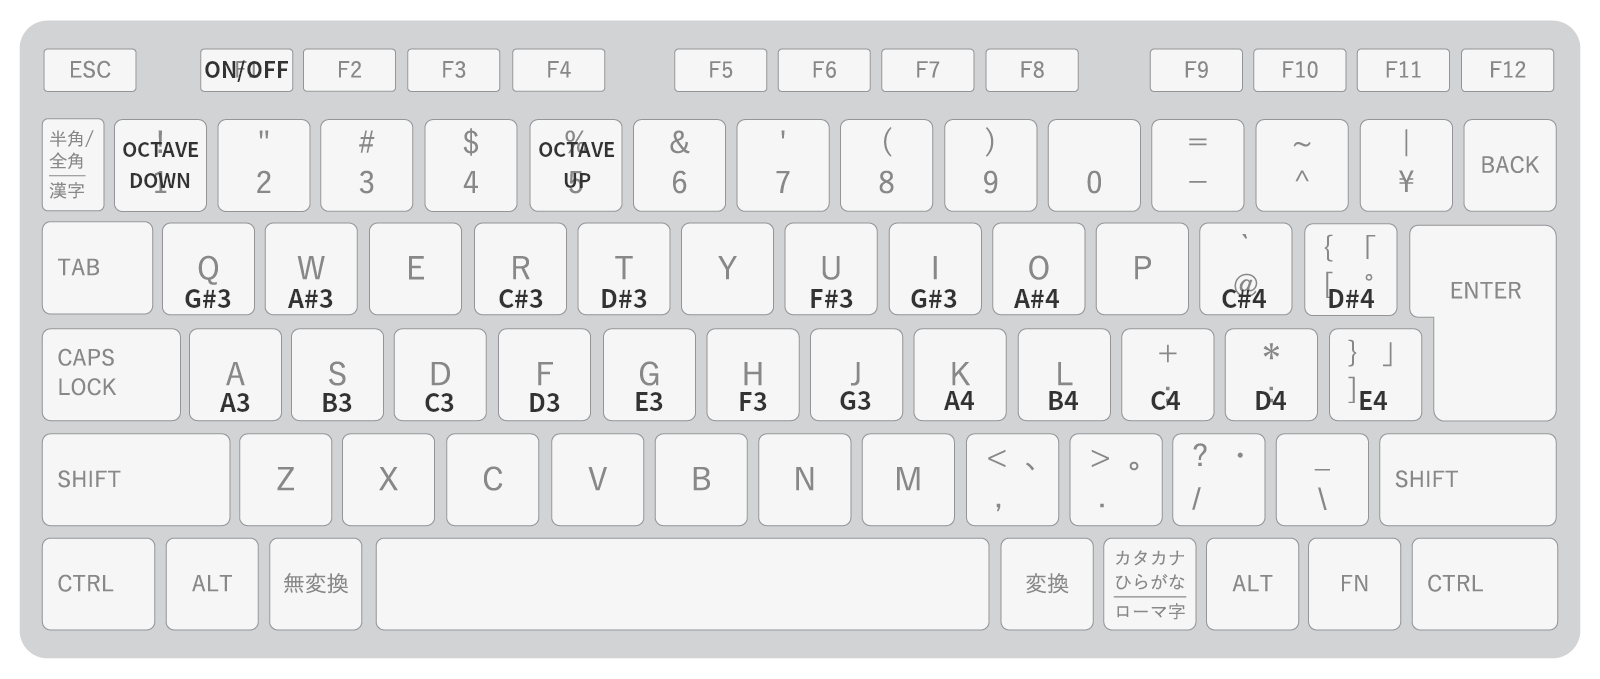 ESC ON/OFF F1 F2 F3 F4 F5 F6 F7 F8 F9 F10 F11 F12
半角/ ! " # $ % & ' ( ) = ~ |
全角 OCTAVE OCTAVE
漢字 DOWN 1 2 3 4 UP 5 6 7 8 9 0 − ^ ¥ BACK
TAB Q W E R T Y U I O P ` @ { 「 [ ° ENTER
G#3 A#3 C#3 D#3 F#3 G#3 A#4 C#4 D#4
CAPS
LOCK A S D F G H J K L + ; * : } 」 ]
A3 B3 C3 D3 E3 F3 G3 A4 B4 C4 D4 E4
SHIFT Z X C V B N M < 、 > 。 ? ・ _ SHIFT
, . / \
CTRL ALT 無変換 変換 カタカナ ALT FN CTRL
ひらがな
ローマ字